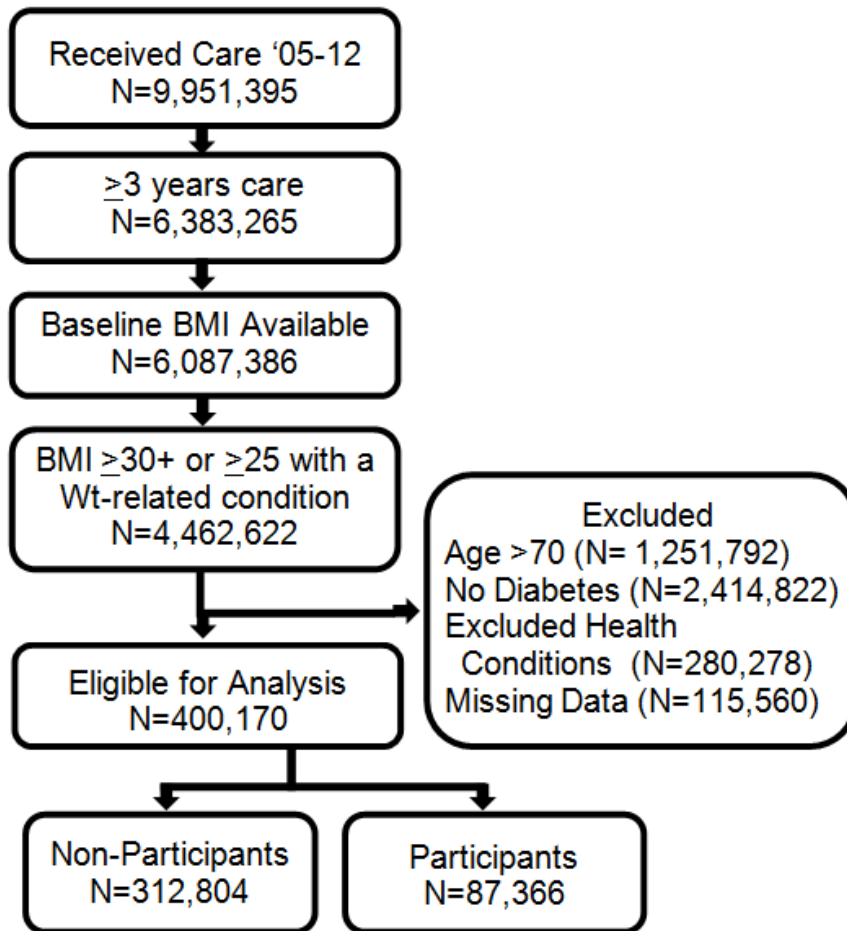 Received Care ‘05-12
N=9,951,395
≥3 years care
N=6,383,265
Baseline BMI Available
N=6,087,386
BMI ≥30+ or ≥25 with a
Wt-related condition
N=4,462,622
Excluded
Age >70 (N= 1,251,792)
No Diabetes (N=2,414,822)
Excluded Health
Conditions (N=280,278)
Missing Data (N=115,560)
Eligible for Analysis
N=400,170
Non-Participants
N=312,804
Participants
N=87,366